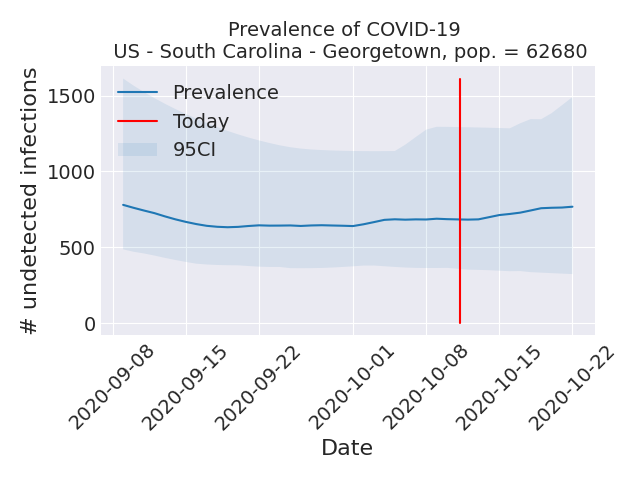 Prevalence of COVID-19
US - South Carolina - Georgetown, pop. = 62680
# undetected infections
1500
1000
500
0
Prevalence
Today
95CI
2020-09-08
2020-09-15
2020-09-22
2020-10-01
2020-10-08
2020-10-15
2020-10-22
Date